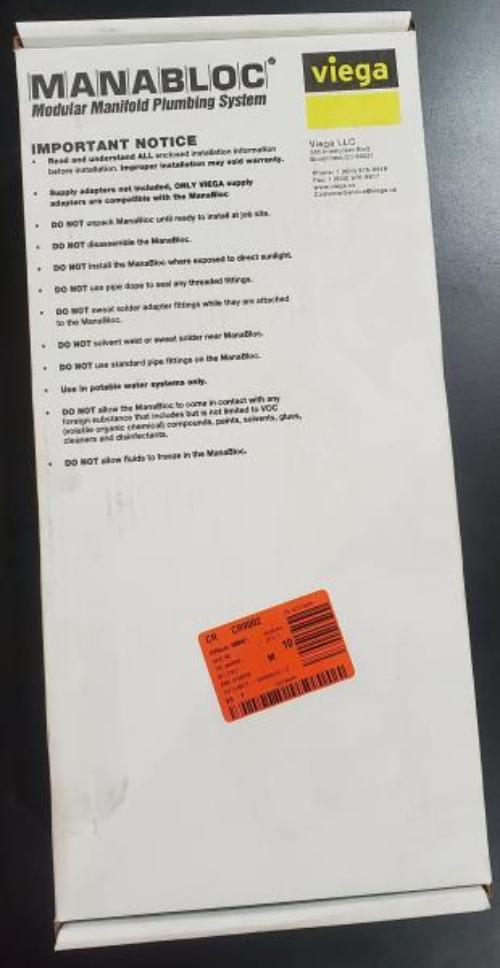 MANABLOC®
Modular Manifold Plumbing System
viega
IMPORTANT NOTICE
• Read and understand ALL enclosed installation information
before installation. Improper installation may void warranty.
• Supply adapters not included, ONLY VIEGA supply
adapters are compatible with the ManaBloc
• DO NOT unpack ManaBloc until ready to install at job site.
• DO NOT disassemble the ManaBloc.
• DO NOT install the ManaBloc where exposed to direct sunlight.
• DO NOT use pipe dope to seal any threaded fittings.
• DO NOT sweat solder adapter fittings while they are attached
to the ManaBloc.
• DO NOT solvent weld or sweat solder near ManaBloc.
• DO NOT use standard pipe fittings on the ManaBloc.
• Use in potable water systems only.
• DO NOT allow the ManaBloc to come in contact with any
foreign substance that includes but is not limited to VOC
(volatile organic chemical) compounds, paints, solvents, glues,
cleaners and disinfectants.
• DO NOT allow fluids to freeze in the ManaBloc.
Viega LLC
www.viega.us
CR
M 10